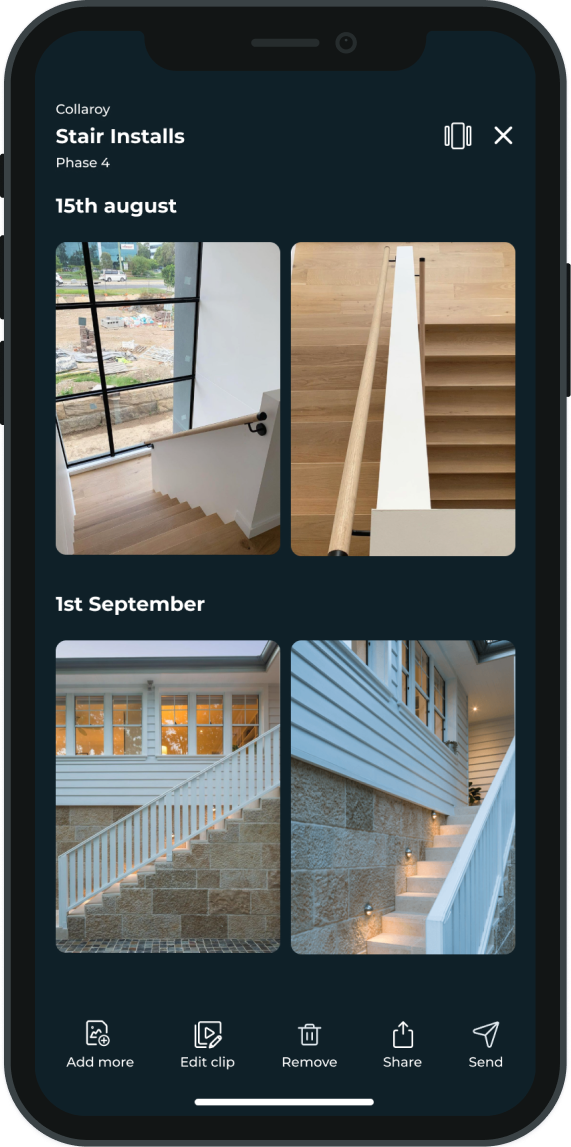 Collaroy
Stair Installs
Phase 4
15th august
1st September
Add more
Edit clip
Remove
Share
Send